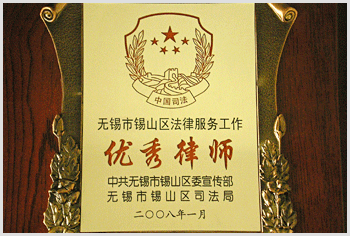 中国司法
无锡市锡山区法律服务工作
优秀律师
中共无锡市锡山区委宣传部
无锡市锡山区司法局
二〇〇八年一月